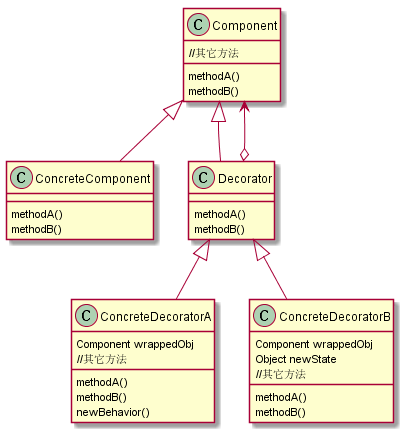 C Component
//其它方法
methodA()
methodB()
C ConcreteComponent
methodA()
methodB()
C Decorator
methodA()
methodB()
C ConcreteDecoratorA
Component wrappedObj
//其它方法
methodA()
methodB()
newBehavior()
C ConcreteDecoratorB
Component wrappedObj
Object newState
//其它方法
methodA()
methodB()